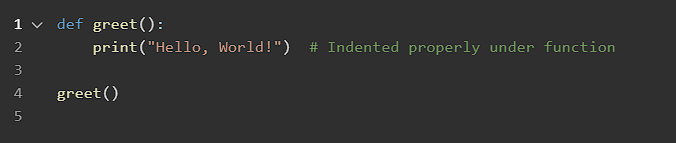 1 def greet():
2     print("Hello, World!")  # Indented properly under function
3
4 greet()
5